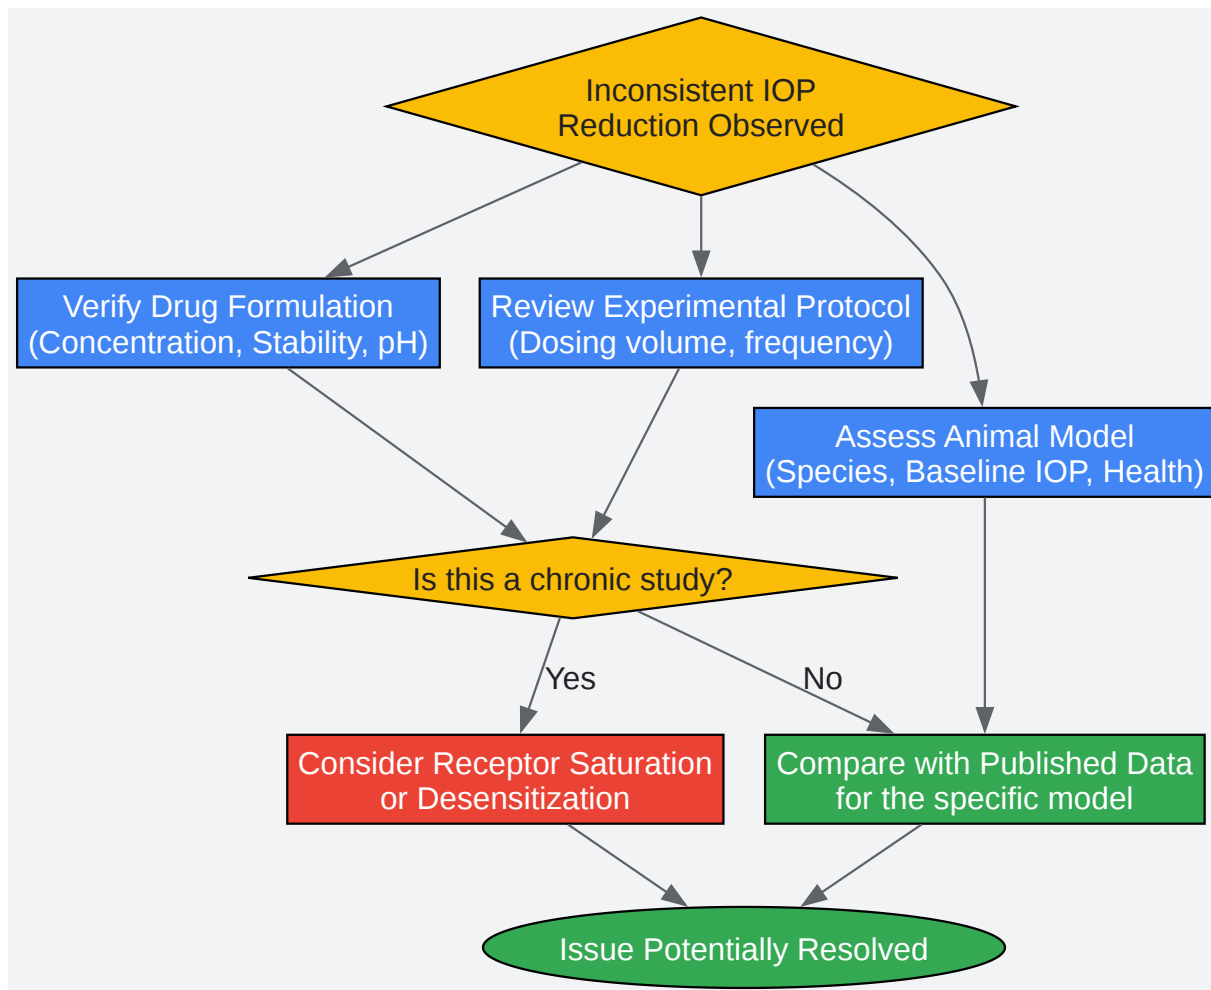 Inconsistent IOP
Reduction Observed
Verify Drug Formulation
(Concentration, Stability, pH)
Review Experimental Protocol
(Dosing volume, frequency)
Assess Animal Model
(Species, Baseline IOP, Health)
Is this a chronic study?
Yes
No
Consider Receptor Saturation
or Desensitization
Compare with Published Data
for the specific model
Issue Potentially Resolved